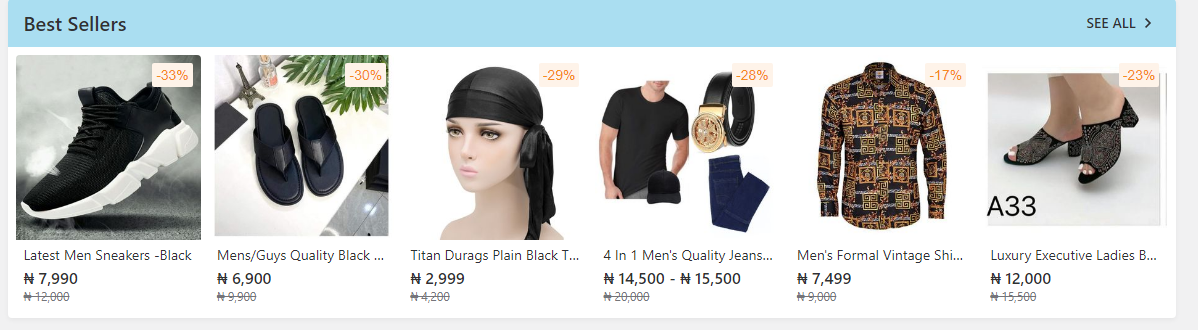 Best Sellers
SEE ALL
-33%
-30%
-29%
-28%
-17%
-23%
A33
Latest Men Sneakers -Black
Mens/Guys Quality Black ...
Titan Durags Plain Black T...
4 In 1 Men's Quality Jeans...
Men's Formal Vintage Shi...
Luxury Executive Ladies B...
₦ 7,990
₦ 6,900
₦ 2,999
₦ 14,500 - ₦ 15,500
₦ 7,499
₦ 12,000
₦ 12,000
₦ 9,900
₦ 4,200
₦ 20,000
₦ 9,000
₦ 15,500